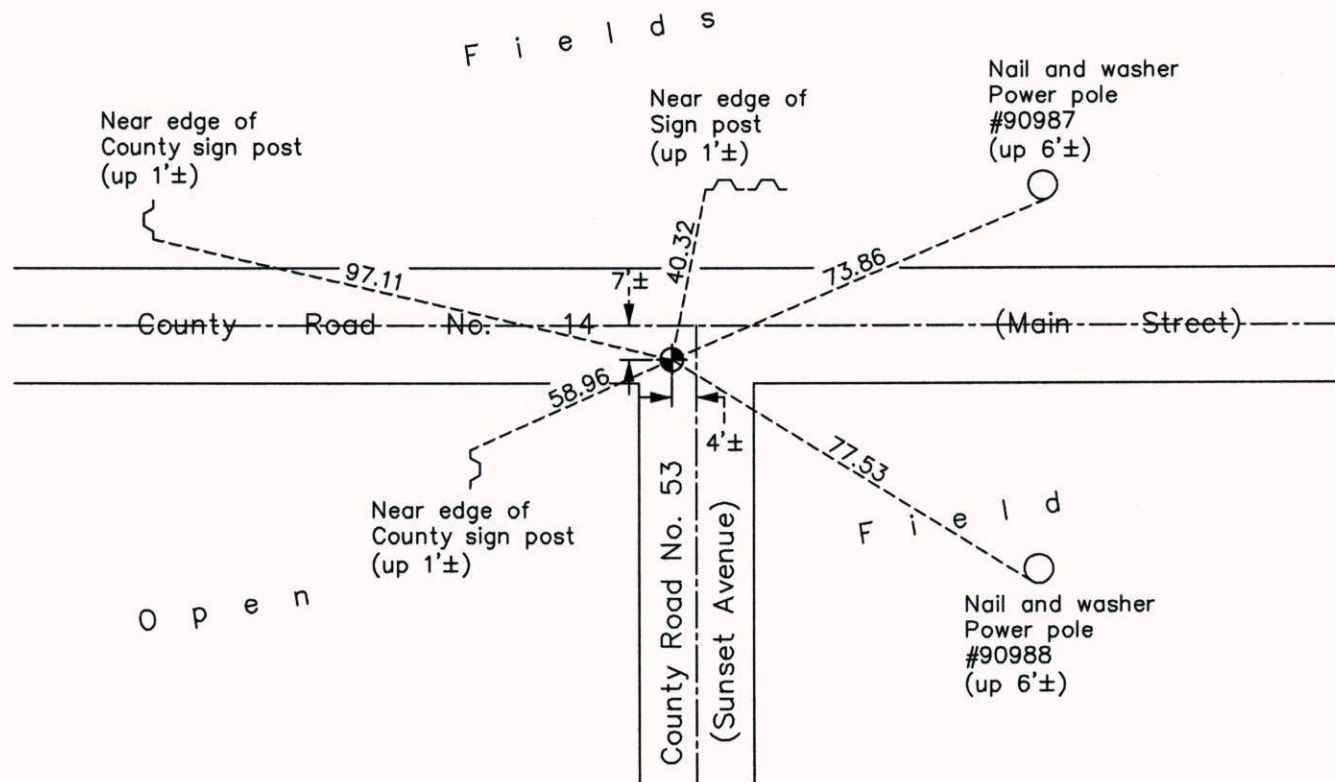 Fields
Near edge of
County sign post
(up 1'±)
Near edge of
Sign post
(up 1'±)
Nail and washer
Power pole
#90987
(up 6'±)
97.11
7'±
40.32
73.86
County Road No. 14 (Main Street)
58.96
4'±
77.53
Near edge of
County sign post
(up 1'±)
County Road No. 53
(Sunset Avenue)
Open Field
Nail and washer
Power pole
#90988
(up 6'±)